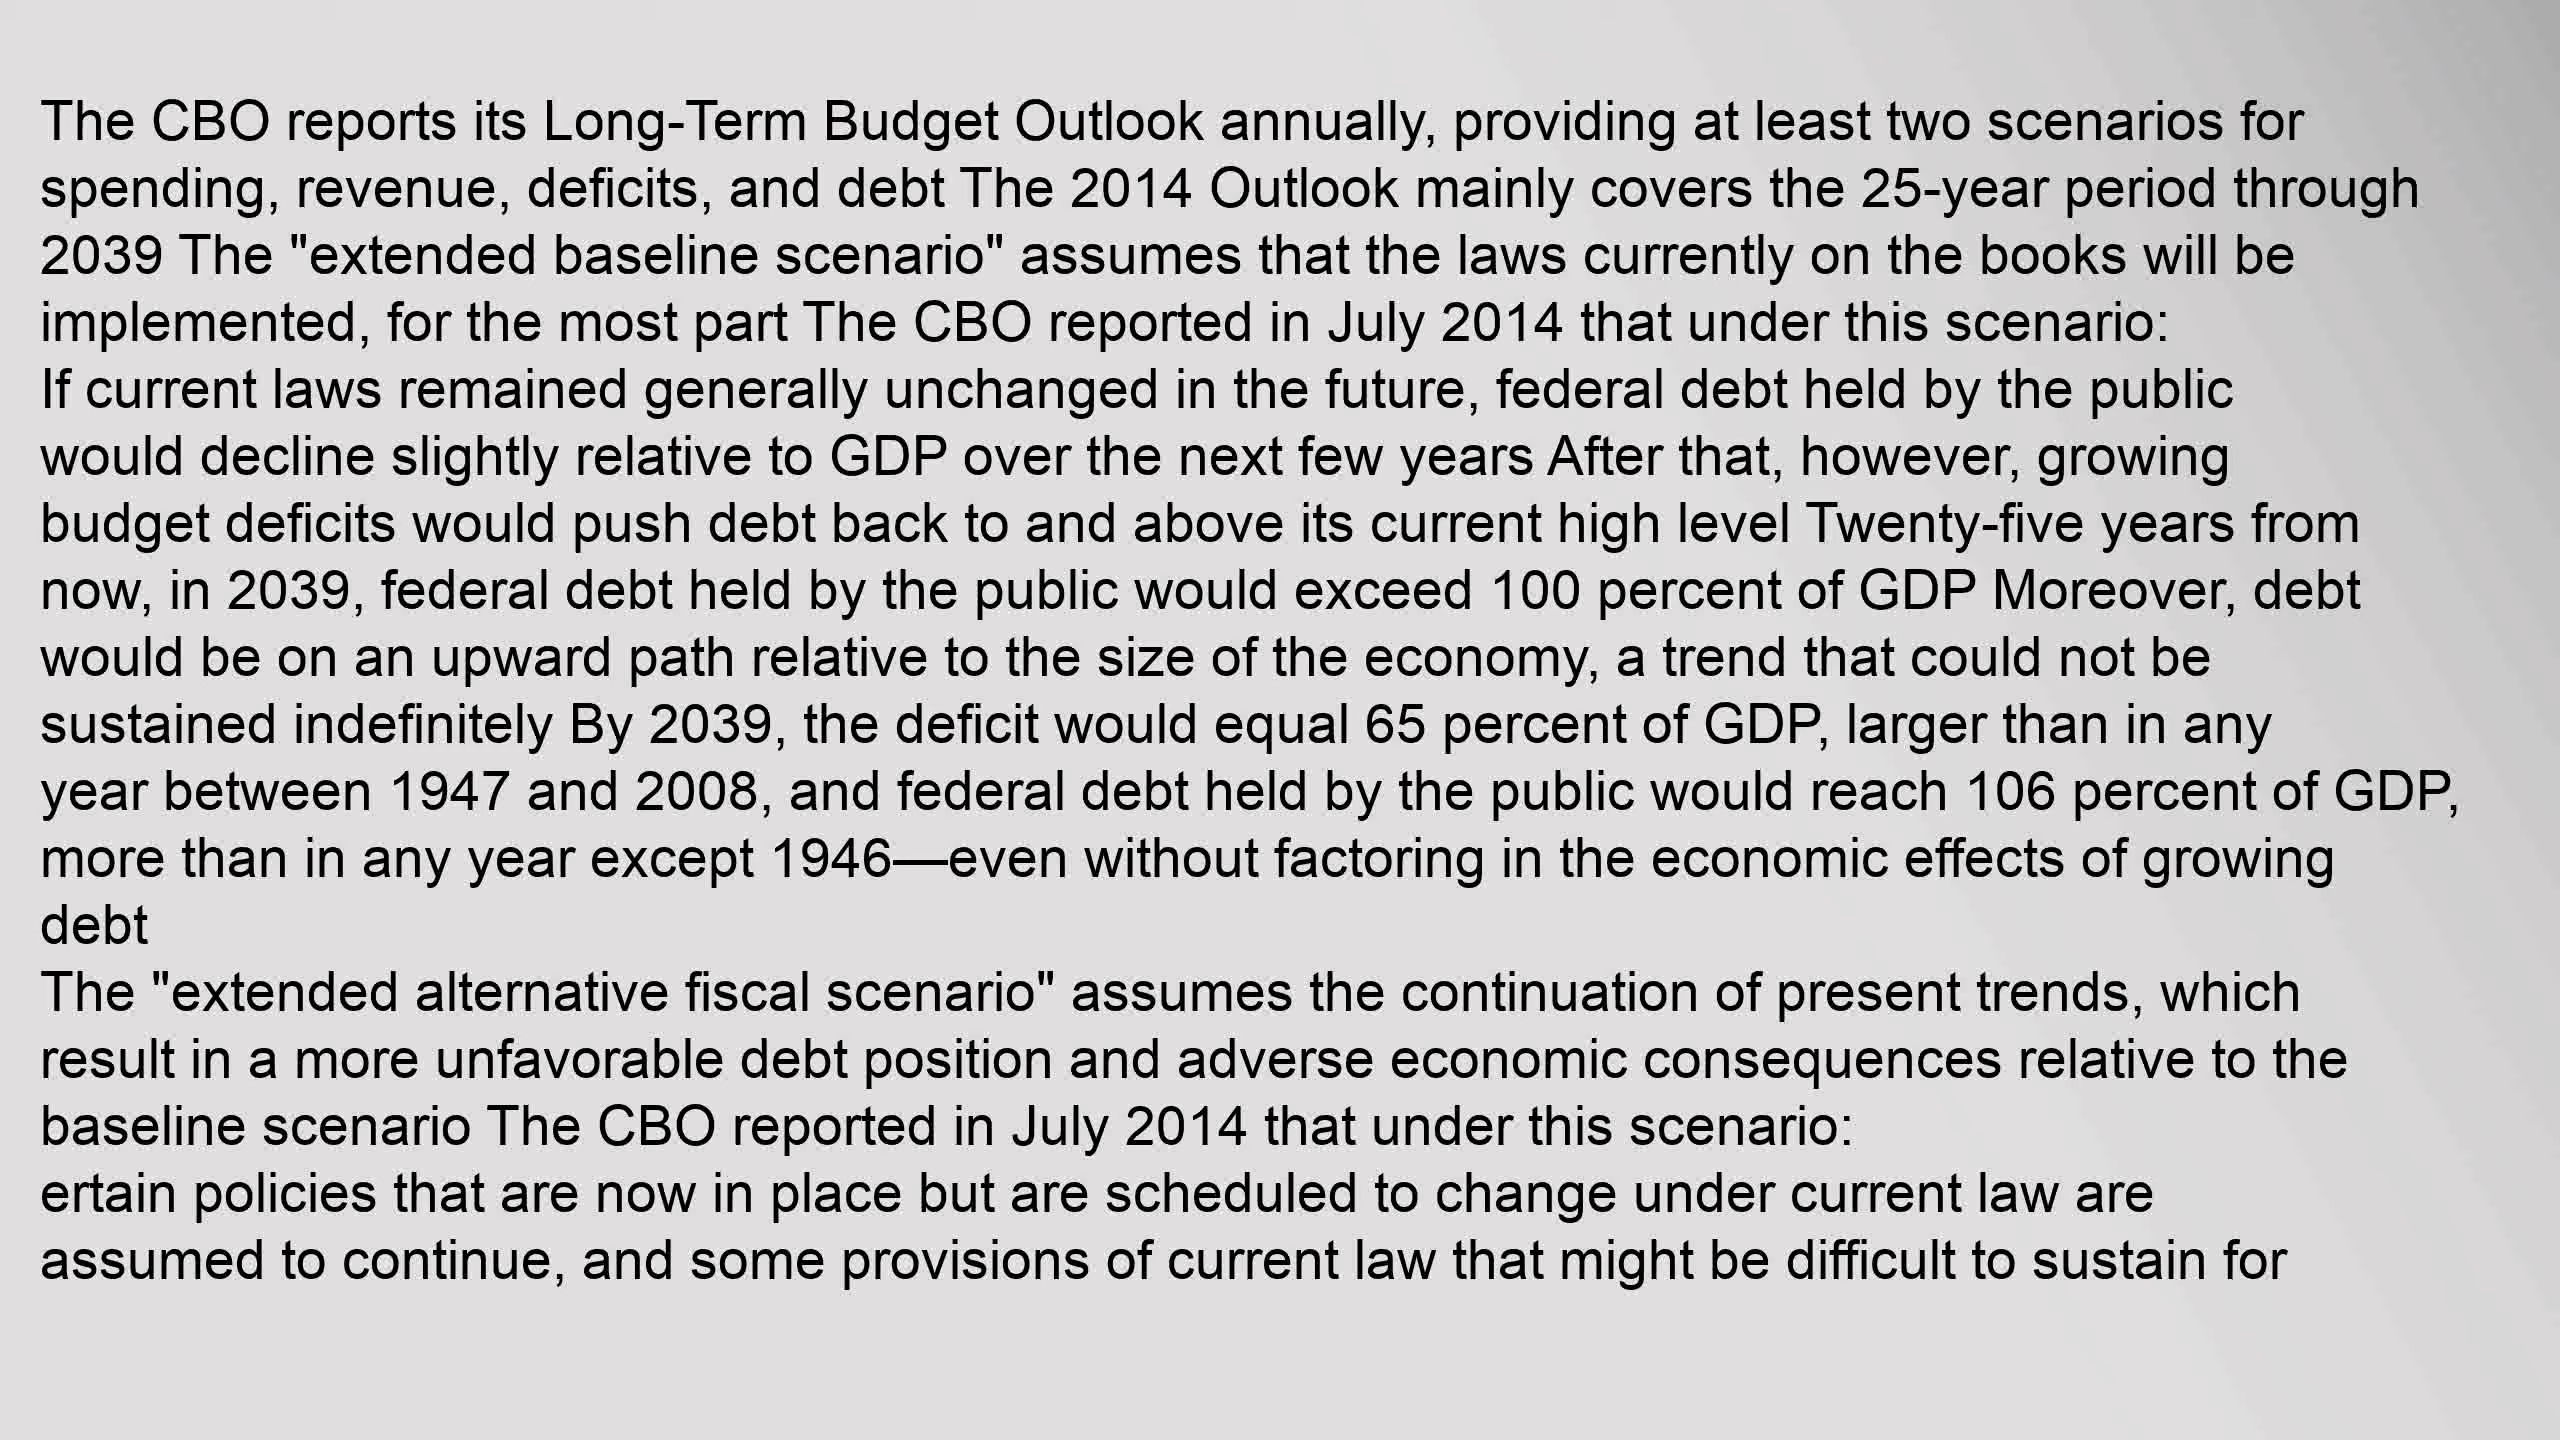 The CBO reports its Long-Term Budget Outlook annually, providing at least two scenarios for
spending, revenue, deficits, and debt The 2014 Outlook mainly covers the 25-year period through
2039 The "extended baseline scenario" assumes that the laws currently on the books will be
implemented, for the most part The CBO reported in July 2014 that under this scenario:
If current laws remained generally unchanged in the future, federal debt held by the public
would decline slightly relative to GDP over the next few years After that, however, growing
budget deficits would push debt back to and above its current high level Twenty-five years from
now, in 2039, federal debt held by the public would exceed 100 percent of GDP Moreover, debt
would be on an upward path relative to the size of the economy, a trend that could not be
sustained indefinitely By 2039, the deficit would equal 65 percent of GDP, larger than in any
year between 1947 and 2008, and federal debt held by the public would reach 106 percent of GDP,
more than in any year except 1946—even without factoring in the economic effects of growing
debt
The "extended alternative fiscal scenario" assumes the continuation of present trends, which
result in a more unfavorable debt position and adverse economic consequences relative to the
baseline scenario The CBO reported in July 2014 that under this scenario:
ertain policies that are now in place but are scheduled to change under current law are
assumed to continue, and some provisions of current law that might be difficult to sustain for